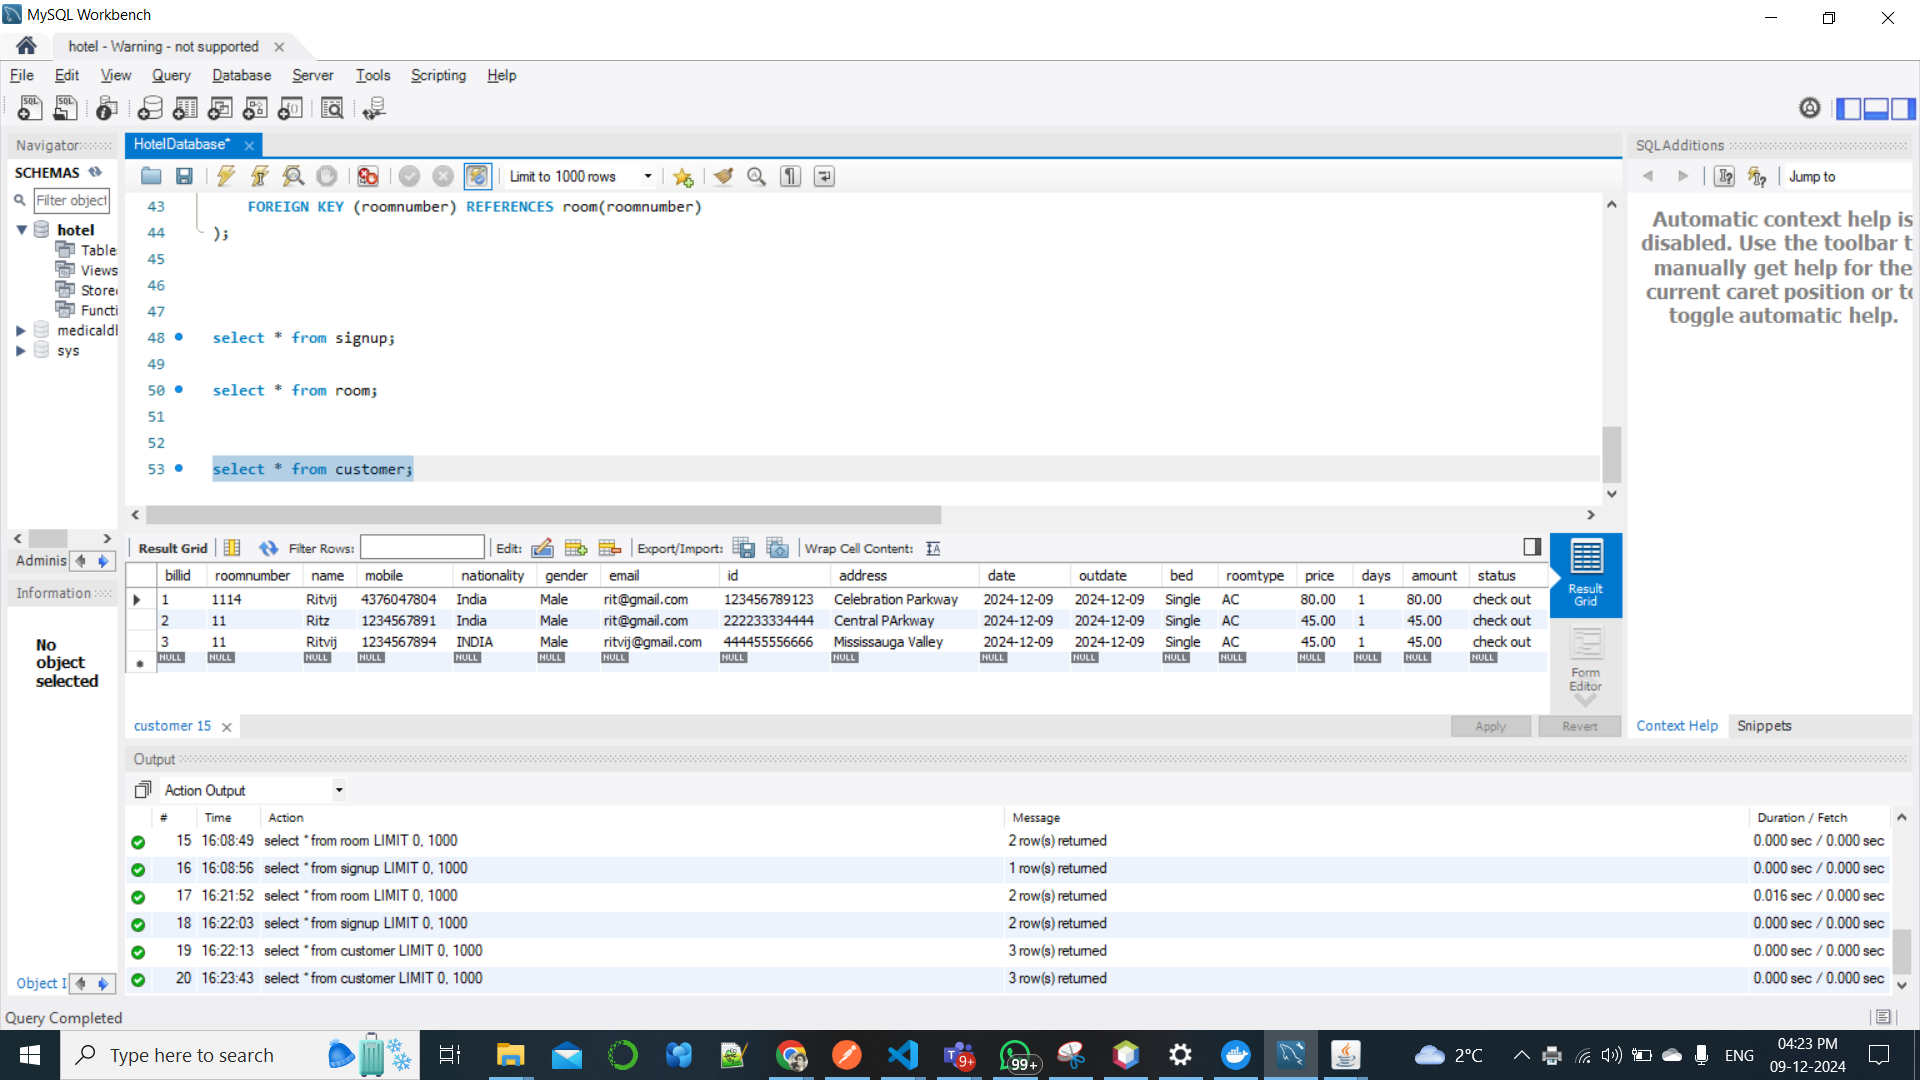 MySQL Workbench
hotel - Warning - not supported
File Edit View Query Database Server Tools Scripting Help
Navigator
SCHEMAS
Filter object
hotel
Table
Views
Store
Functi
medicaldl
sys
Adminis
Information
No
object
selected
Object I
HotelDatabase*
Limit to 1000 rows
43 FOREIGN KEY (roomnumber) REFERENCES room(roomnumber)
44 );
45
46
47
48 select * from signup;
49
50 select * from room;
51
52
53 select * from customer;
Result Grid Filter Rows: Edit: Export/Import: Wrap Cell Content:
billid roomnumber name mobile nationality gender email id address date outdate bed roomtype price days amount status
1 1114 Ritvij 4376047804 India Male rit@gmail.com 123456789123 Celebration Parkway 2024-12-09 2024-12-09 Single AC 80.00 1 80.00 check out
2 11 Ritz 1234567891 India Male rit@gmail.com 222233334444 Central PArkway 2024-12-09 2024-12-09 Single AC 45.00 1 45.00 check out
3 11 Ritvij 1234567894 INDIA Male ritvij@gmail.com 444455556666 Mississauga Valley 2024-12-09 2024-12-09 Single AC 45.00 1 45.00 check out
NULL NULL NULL NULL NULL NULL NULL NULL NULL NULL NULL NULL NULL NULL NULL NULL NULL
Result
Grid
Form
Editor
customer 15
Apply Revert
SQLAdditions
Jump to
Automatic context help is
disabled. Use the toolbar t
manually get help for the
current caret position or to
toggle automatic help.
Context Help Snippets
Output
Action Output
# Time Action Message Duration / Fetch
15 16:08:49 select * from room LIMIT 0, 1000 2 row(s) returned 0.000 sec / 0.000 sec
16 16:08:56 select * from signup LIMIT 0, 1000 1 row(s) returned 0.000 sec / 0.000 sec
17 16:21:52 select * from room LIMIT 0, 1000 2 row(s) returned 0.016 sec / 0.000 sec
18 16:22:03 select * from signup LIMIT 0, 1000 2 row(s) returned 0.000 sec / 0.000 sec
19 16:22:13 select * from customer LIMIT 0, 1000 3 row(s) returned 0.000 sec / 0.000 sec
20 16:23:43 select * from customer LIMIT 0, 1000 3 row(s) returned 0.000 sec / 0.000 sec
Query Completed
Type here to search
9+
99+
2°C
ENG
04:23 PM
09-12-2024